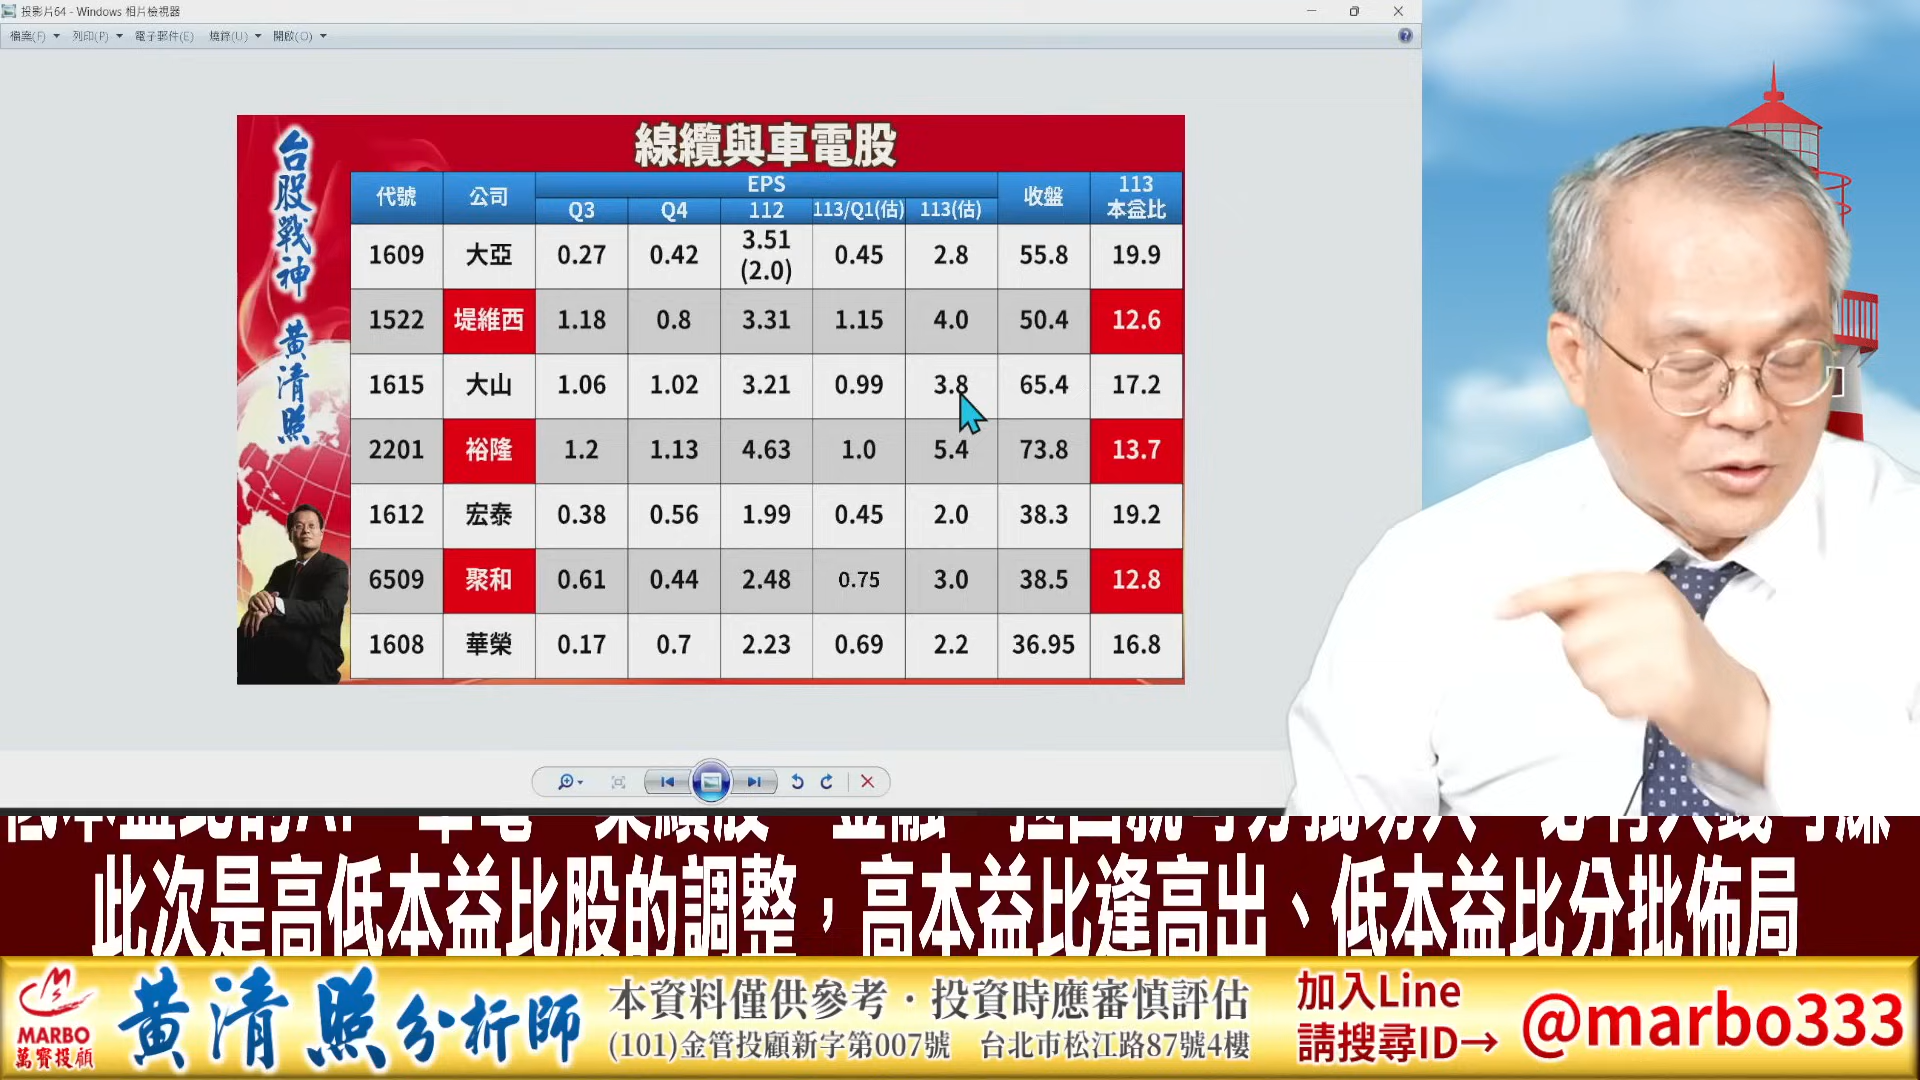 投影片64 - Windows 相片檢視器
檔案(F) 列印(P) 電子郵件(E) 燒錄(U) 開啟(O)
台股戰神 黃清照
線纜與車電股
代號 公司 EPS 收盤 113本益比
Q3 Q4 112 113/Q1(估) 113(估)
1609 大亞 0.27 0.42 3.51 (2.0) 0.45 2.8 55.8 19.9
1522 堤維西 1.18 0.8 3.31 1.15 4.0 50.4 12.6
1615 大山 1.06 1.02 3.21 0.99 3.8 65.4 17.2
2201 裕隆 1.2 1.13 4.63 1.0 5.4 73.8 13.7
1612 宏泰 0.38 0.56 1.99 0.45 2.0 38.3 19.2
6509 聚和 0.61 0.44 2.48 0.75 3.0 38.5 12.8
1608 華榮 0.17 0.7 2.23 0.69 2.2 36.95 16.8
此次是高低本益比股的調整，高本益比逢高出、低本益比分批佈局
MARBO
萬寶投顧
黃清照分析師
本資料僅供參考・投資時應審慎評估
(101)金管投顧新字第007號 台北市松江路87號4樓
加入Line
請搜尋ID→
@marbo333